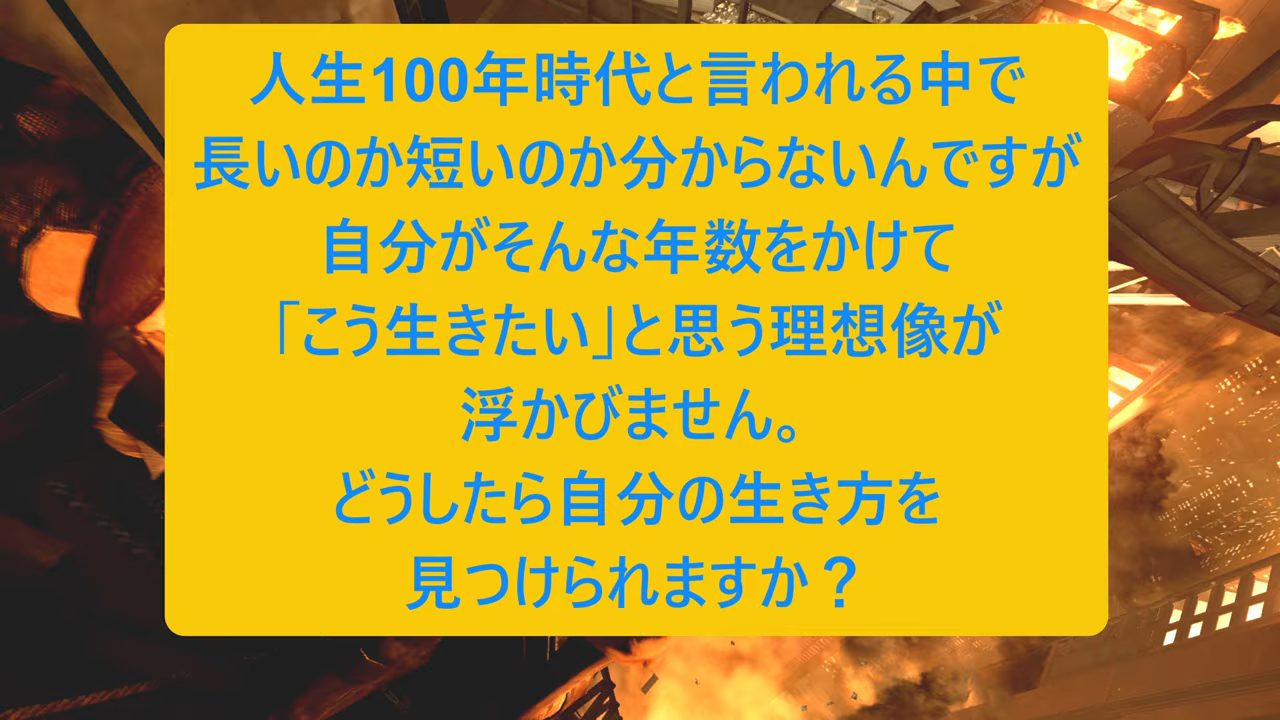 人生100年時代と言われる中で
長いのか短いのか分からないんですが
自分がそんな年数をかけて
「こう生きたい」と思う理想像が
浮かびません。
どうしたら自分の生き方を
見つけられますか？